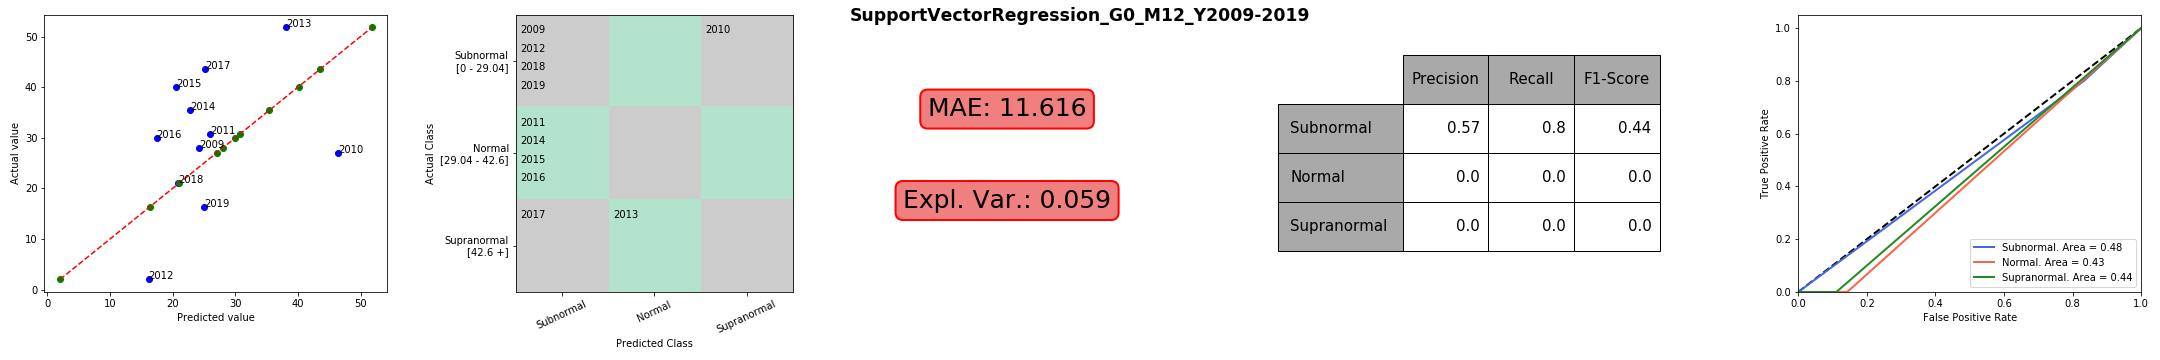 SupportVectorRegression_G0_M12_Y2009-2019
50
40
30
20
10
0
Actual value
2013
2017
2015
2014
2016
2011
2009
2010
2018
2019
2012
0 10 20 30 40 50
Predicted value
Actual Class
Subnormal
[0 - 29.04]
Normal
[29.04 - 42.6]
Supranormal
[42.6 +]
2009 2010
2012
2018
2019
2011
2014
2015
2016
2017 2013
Subnormal Normal Supranormal
Predicted Class
MAE: 11.616
Expl. Var.: 0.059
Precision Recall F1-Score
Subnormal 0.57 0.8 0.44
Normal 0.0 0.0 0.0
Supranormal 0.0 0.0 0.0
True Positive Rate
1.0
0.8
0.6
0.4
0.2
0.0
Subnormal. Area = 0.48
Normal. Area = 0.43
Supranormal. Area = 0.44
0.0 0.2 0.4 0.6 0.8 1.0
False Positive Rate